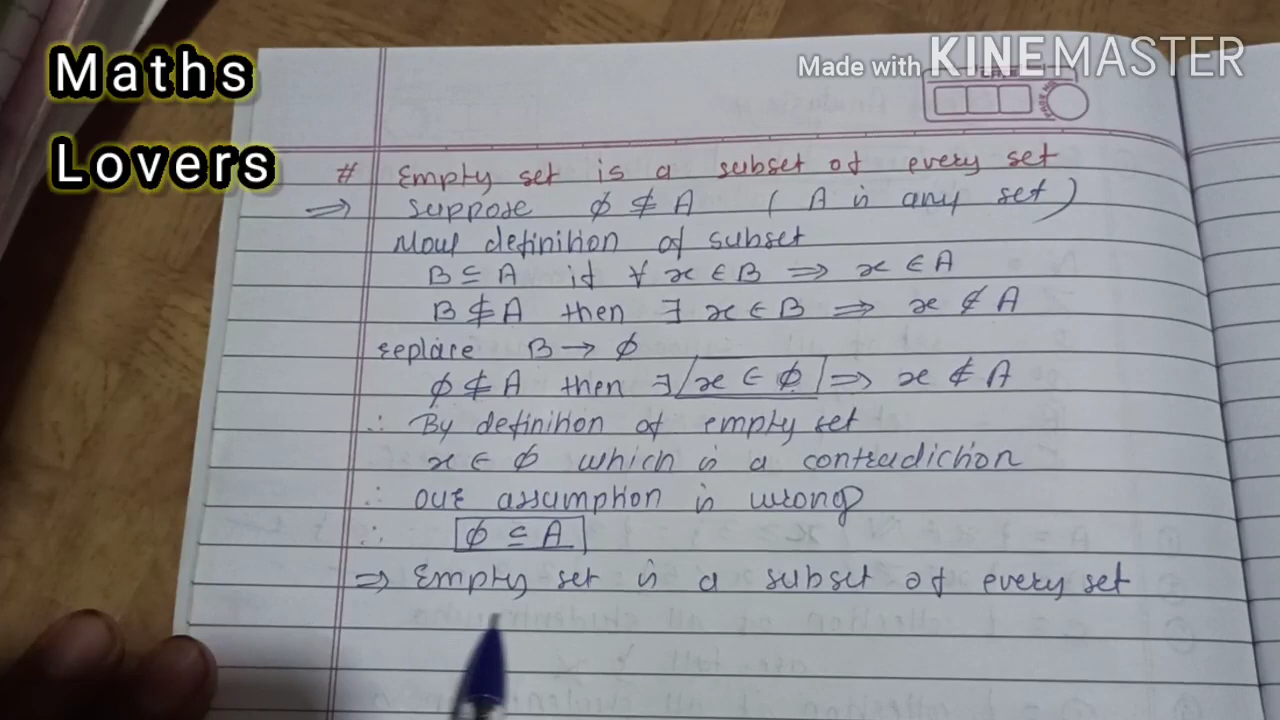 Maths
Lovers
Made with KINEMASTER
# Empty set is a subset of every set
⇒ Suppose ϕ ⊈ A ( A is any set )
Now definition of subset
B ⊆ A if ∀ x ∈ B ⇒ x ∈ A
B ⊈ A then ∃ x ∈ B ⇒ x ∉ A
replace B → ϕ
ϕ ⊈ A then ∃ x ∈ ϕ ⇒ x ∉ A
∴ By definition of empty set
x ∈ ϕ which is a contradiction
∴ our assumption is wrong
∴ ϕ ⊆ A
⇒ Empty set is a subset of every set